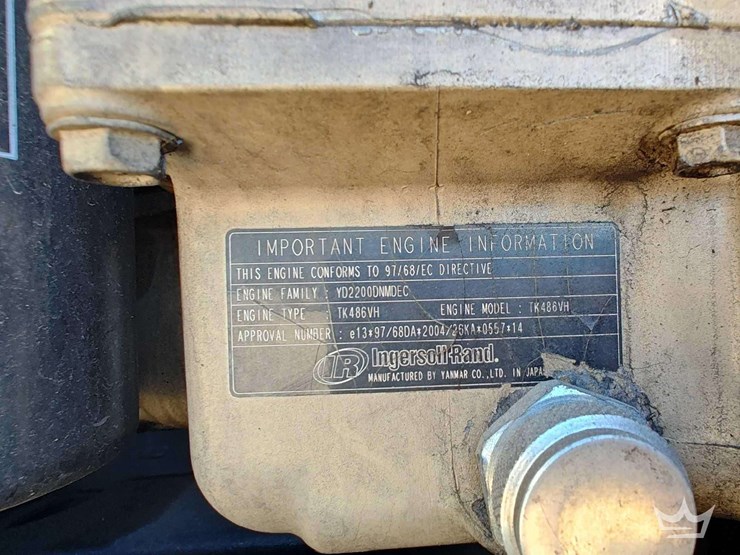 IMPORTANT ENGINE INFORMATION
THIS ENGINE CONFORMS TO 97/68/EC DIRECTIVE
ENGINE FAMILY : YD2200DNMDEC
ENGINE TYPE : TK486VH ENGINE MODEL : TK486VH
APPROVAL NUMBER : e13*97/68DA*2004/26KA*0557*14
IR Ingersoll-Rand.
MANUFACTURED BY YANMAR CO.,LTD. IN JAPAN